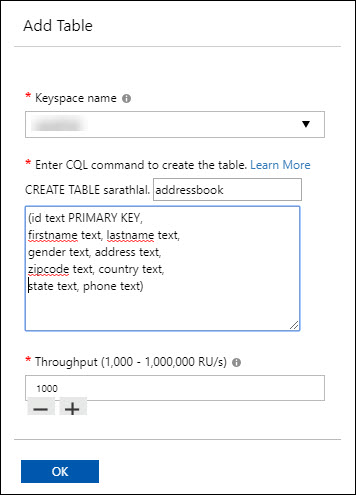 Add Table
* Keyspace name
* Enter CQL command to create the table. Learn More
CREATE TABLE sarathlal. addressbook
(id text PRIMARY KEY,
firstname text, lastname text,
gender text, address text,
zipcode text, country text,
state text, phone text)
* Throughput (1,000 - 1,000,000 RU/s)
1000
OK